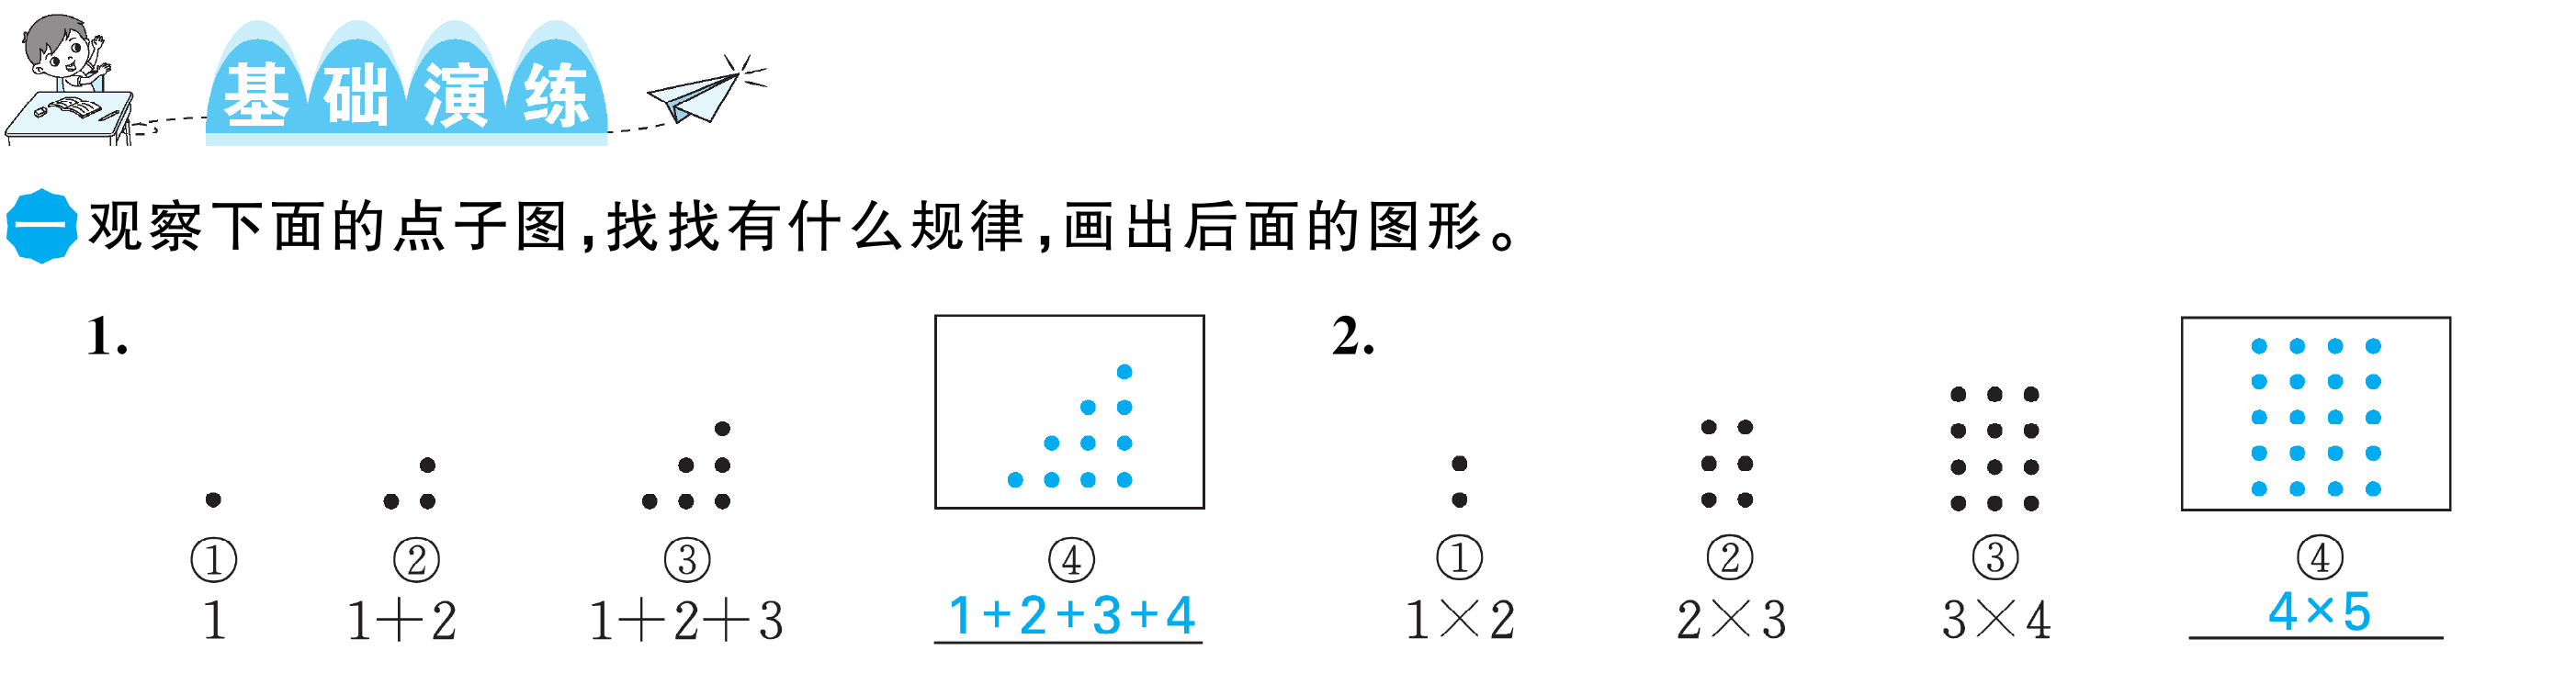 基础演练
一 观察下面的点子图,找找有什么规律,画出后面的图形。
1.
① ② ③ ④
1 1+2 1+2+3 1+2+3+4
2.
① ② ③ ④
1×2 2×3 3×4 4×5